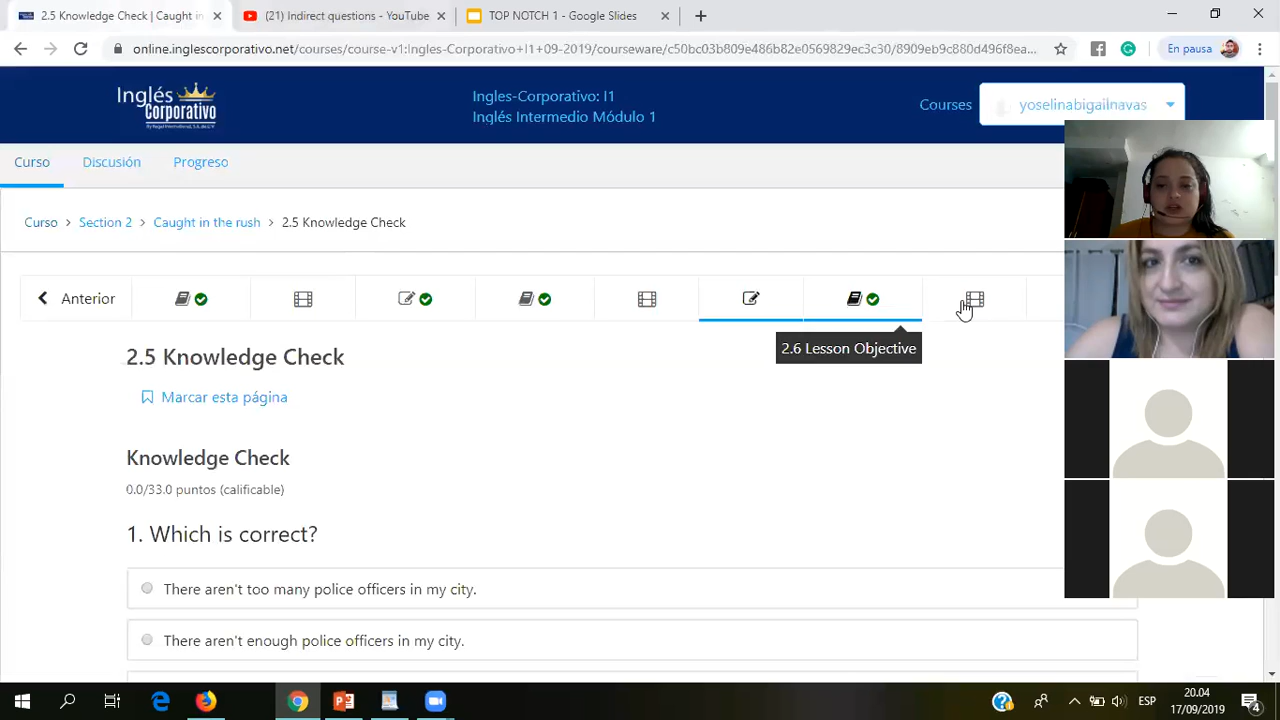 2.5 Knowledge Check | Caught in
(21) Indirect questions - YouTube
TOP NOTCH 1 - Google Slides
online.inglescorporativo.net/courses/course-v1:Ingles-Corporativo+I1+09-2019/courseware/c50bc03b809e486b82e0569829ec3c30/8909eb9c880d496f8ea...
En pausa
Inglés
Corporativo
Ingles-Corporativo: I1
Inglés Intermedio Módulo 1
Courses
yoselinabigailnavas
Curso
Discusión
Progreso
Curso > Section 2 > Caught in the rush > 2.5 Knowledge Check
Anterior
2.6 Lesson Objective
2.5 Knowledge Check
Marcar esta página
Knowledge Check
0.0/33.0 puntos (calificable)
1. Which is correct?
There aren't too many police officers in my city.
There aren't enough police officers in my city.
ESP
20.04
17/09/2019
4